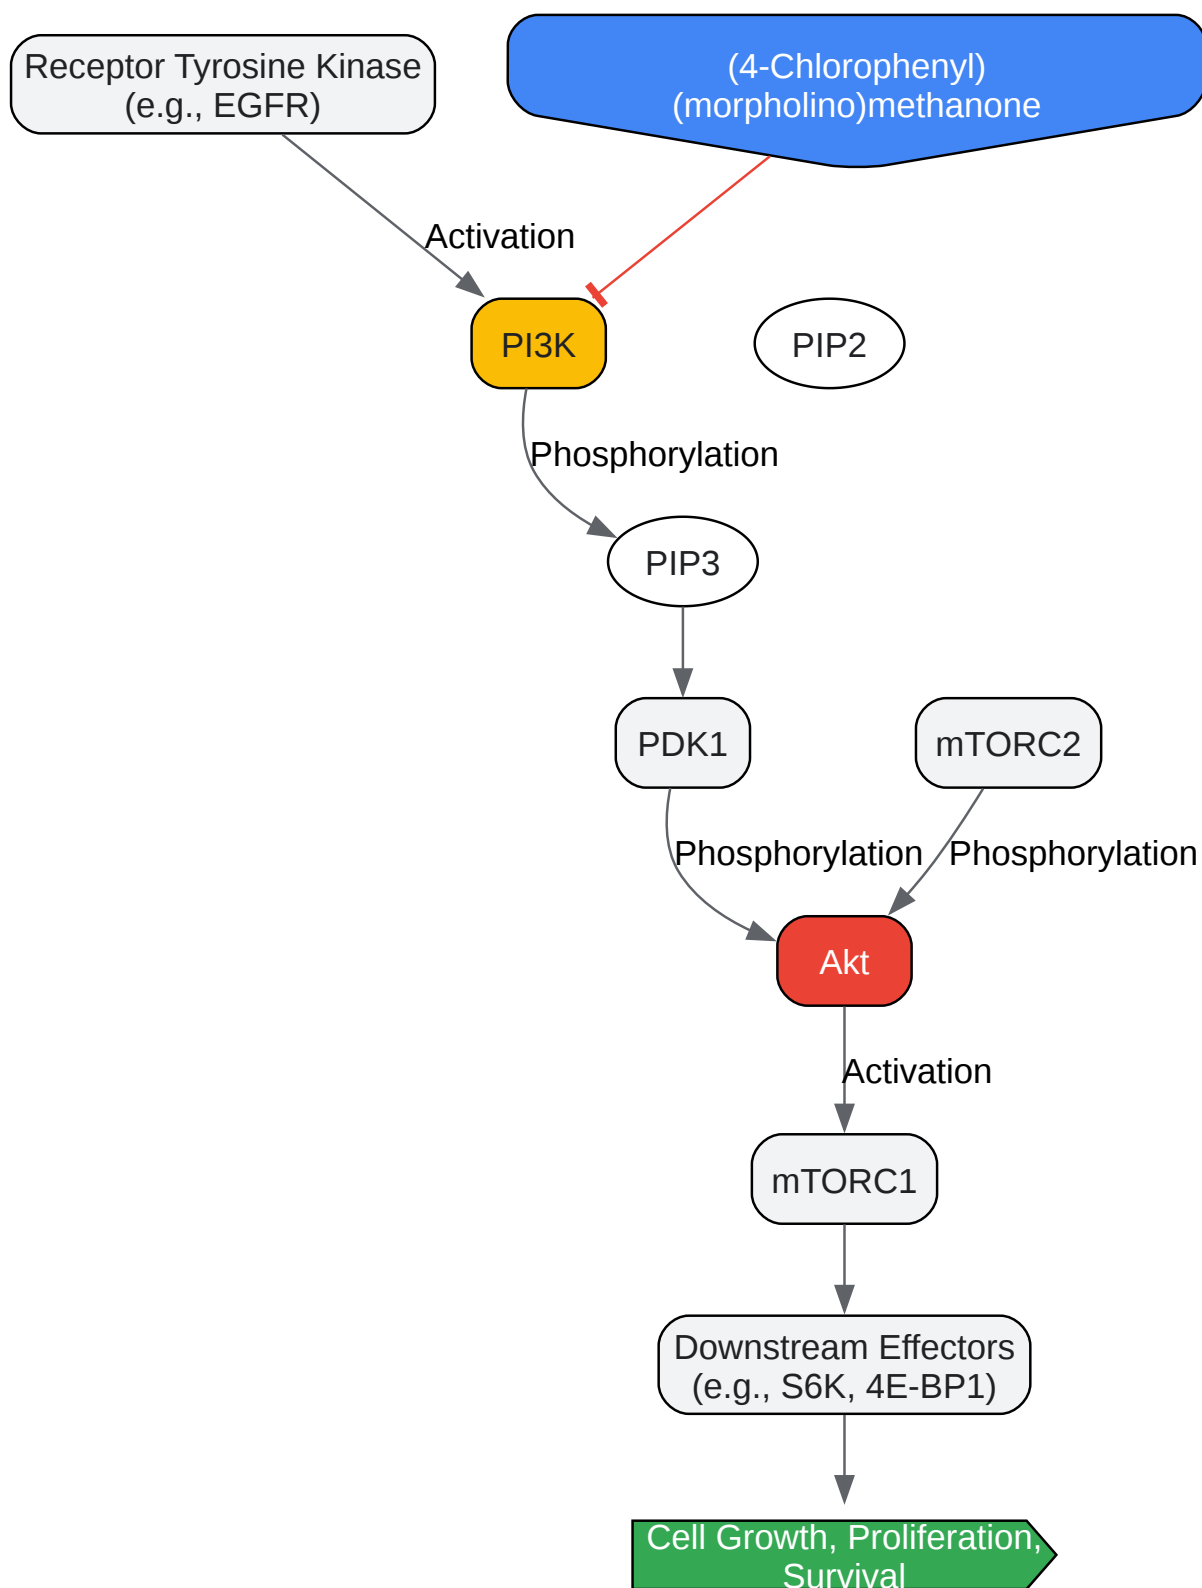 Receptor Tyrosine Kinase
(e.g., EGFR)
(4-Chlorophenyl)
(morpholino)methanone
Activation
PI3K
PIP2
Phosphorylation
PIP3
PDK1
mTORC2
Phosphorylation
Phosphorylation
Akt
Activation
mTORC1
Downstream Effectors
(e.g., S6K, 4E-BP1)
Cell Growth, Proliferation,
Survival